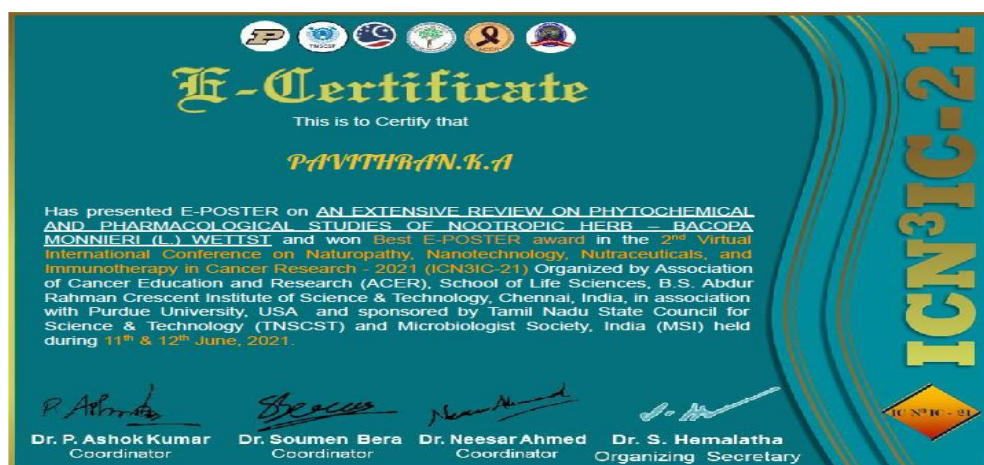 TNSCST
E-Certificate
This is to Certify that
PAVITHRAN.K.A
Has presented E-POSTER on AN EXTENSIVE REVIEW ON PHYTOCHEMICAL
AND PHARMACOLOGICAL STUDIES OF NOOTROPIC HERB – BACOPA
MONNIERI (L.) WETTST and won Best E-POSTER award in the 2nd Virtual
International Conference on Naturopathy, Nanotechnology, Nutraceuticals, and
Immunotherapy in Cancer Research - 2021 (ICN3IC-21) Organized by Association
of Cancer Education and Research (ACER), School of Life Sciences, B.S. Abdur
Rahman Crescent Institute of Science & Technology, Chennai, India, in association
with Purdue University, USA and sponsored by Tamil Nadu State Council for
Science & Technology (TNSCST) and Microbiologist Society, India (MSI) held
during 11th & 12th June, 2021.
Dr. P. Ashok Kumar
Coordinator
Dr. Soumen Bera
Coordinator
Dr. Neesar Ahmed
Coordinator
Dr. S. Hemalatha
Organizing Secretary
ICN³IC-21
IC N³ IC - 21